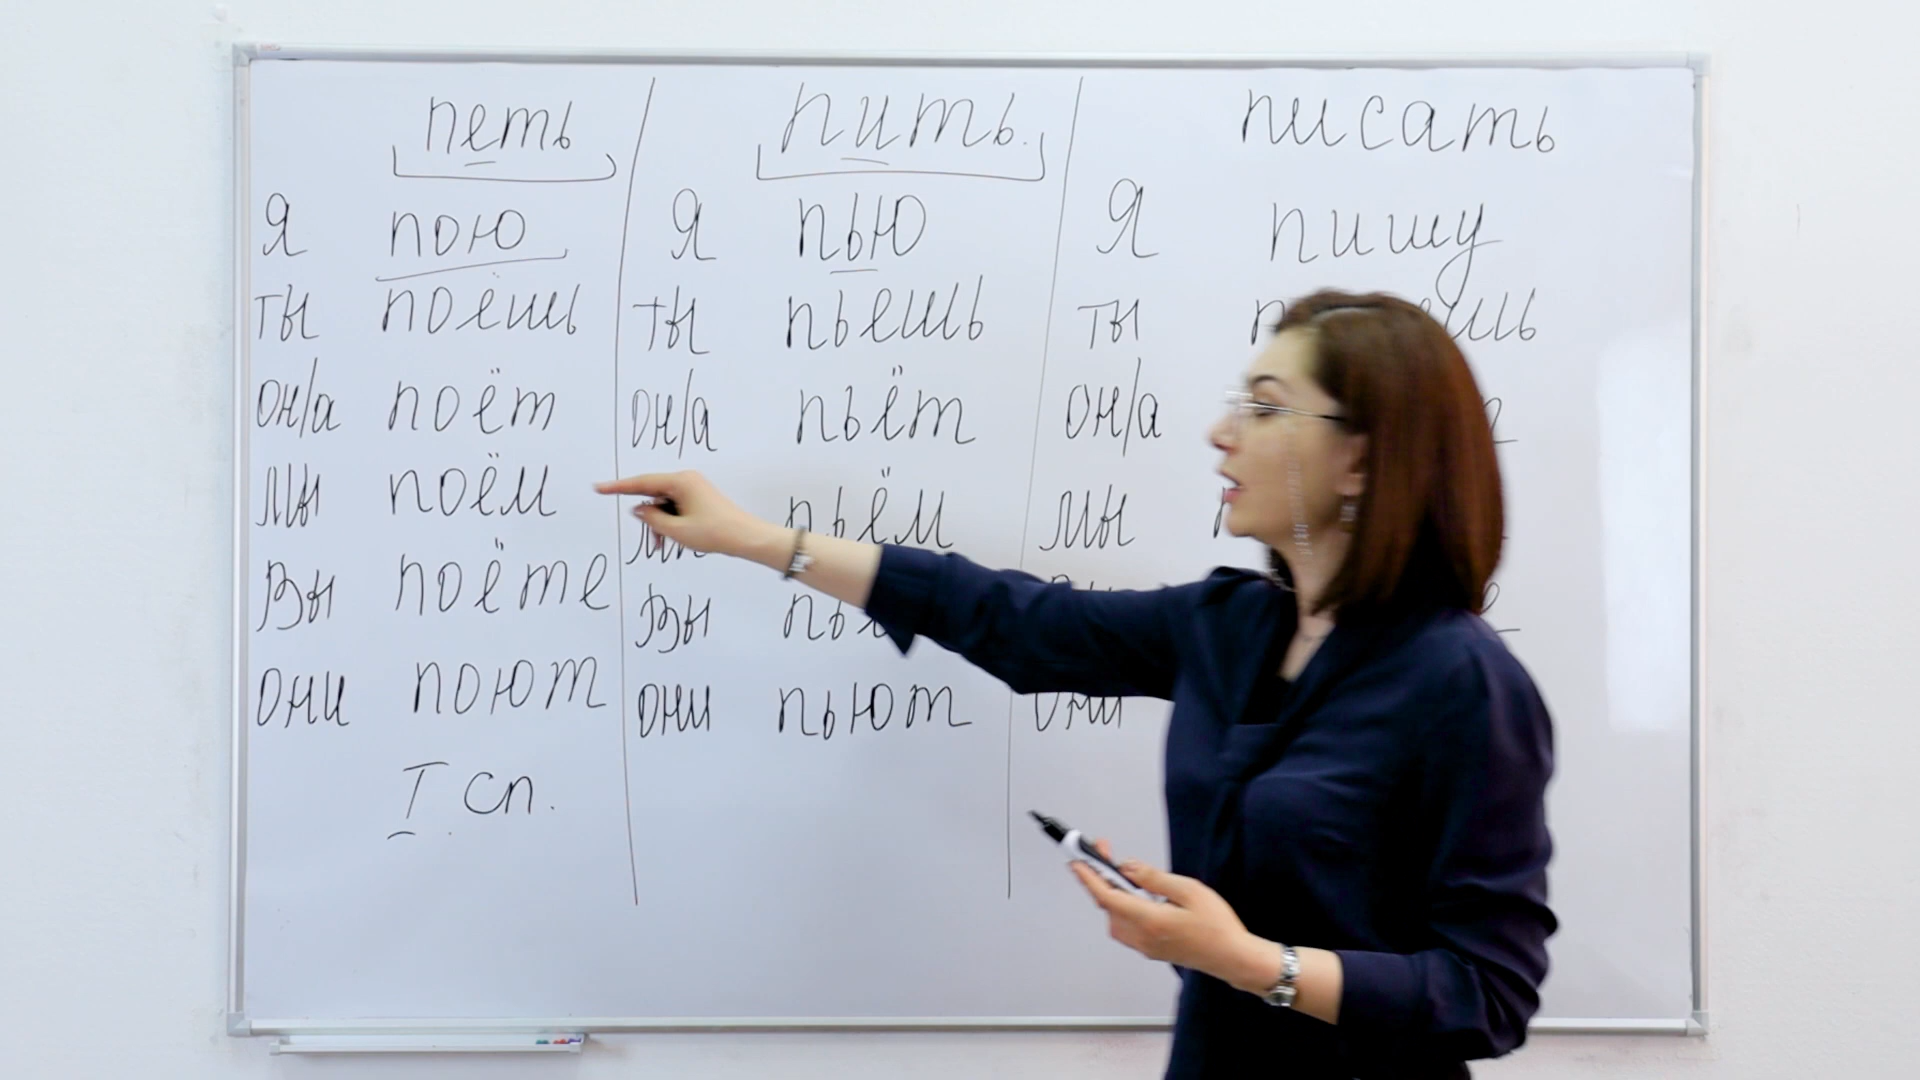 петь пить. писать
я пою я пью я пишу
ты поёшь ты пьешь ты
он/а поёт он/а пьёт он/а
мы поём пьём мы
вы поёте вы
они поют они пьют они
I сп.